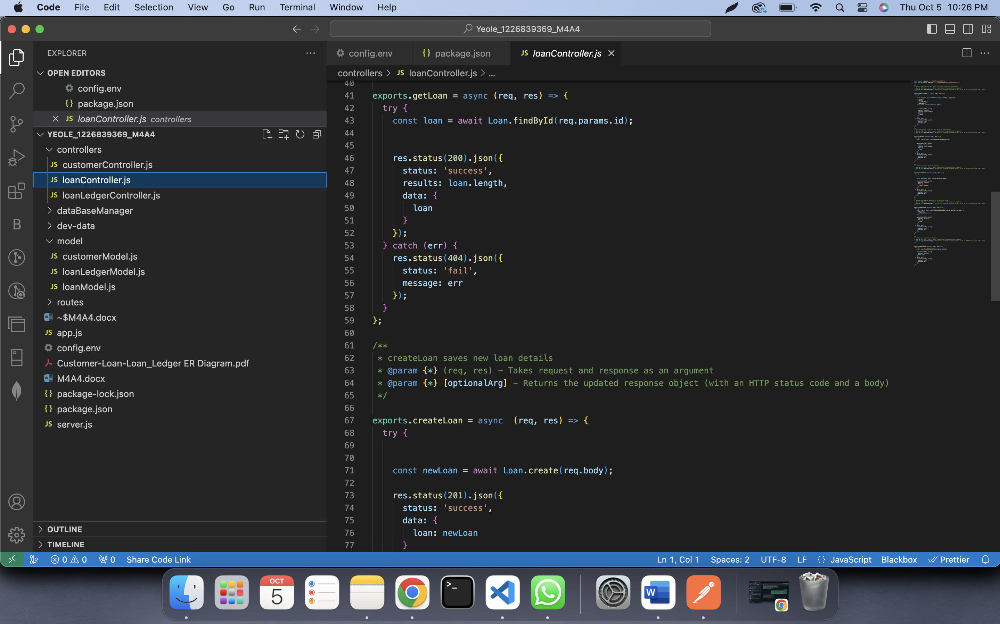 Code File Edit Selection View Go Run Terminal Window Help Thu Oct 5 10:26 PM
Yeole_1226839369_M4A4
EXPLORER
OPEN EDITORS
config.env
package.json
JS loanController.js controllers
YEOLE_1226839369_M4A4
controllers
JS customerController.js
JS loanController.js
JS loanLedgerController.js
dataBaseManager
dev-data
model
JS customerModel.js
JS loanLedgerModel.js
JS loanModel.js
routes
~$M4A4.docx
JS app.js
config.env
Customer-Loan-Loan_Ledger ER Diagram.pdf
M4A4.docx
{} package-lock.json
{} package.json
JS server.js
OUTLINE
TIMELINE
config.env {} package.json JS loanController.js
controllers > JS loanController.js > ...
40
41 exports.getLoan = async (req, res) => {
42 try {
43 const loan = await Loan.findById(req.params.id);
44
45
46 res.status(200).json({
47 status: 'success',
48 results: loan.length,
49 data: {
50 loan
51 }
52 });
53 } catch (err) {
54 res.status(404).json({
55 status: 'fail',
56 message: err
57 });
58 }
59 };
60
61 /**
62 * createLoan saves new loan details
63 * @param {*} (req, res) – Takes request and response as an argument
64 * @param {*} [optionalArg] – Returns the updated response object (with an HTTP status code and a body)
65 */
66
67 exports.createLoan = async (req, res) => {
68 try {
69
70
71 const newLoan = await Loan.create(req.body);
72
73 res.status(201).json({
74 status: 'success',
75 data: {
76 loan: newLoan
77 }
0 0 0 Share Code Link Ln 1, Col 1 Spaces: 2 UTF-8 LF {} JavaScript Blackbox Prettier
OCT
5
>_
W